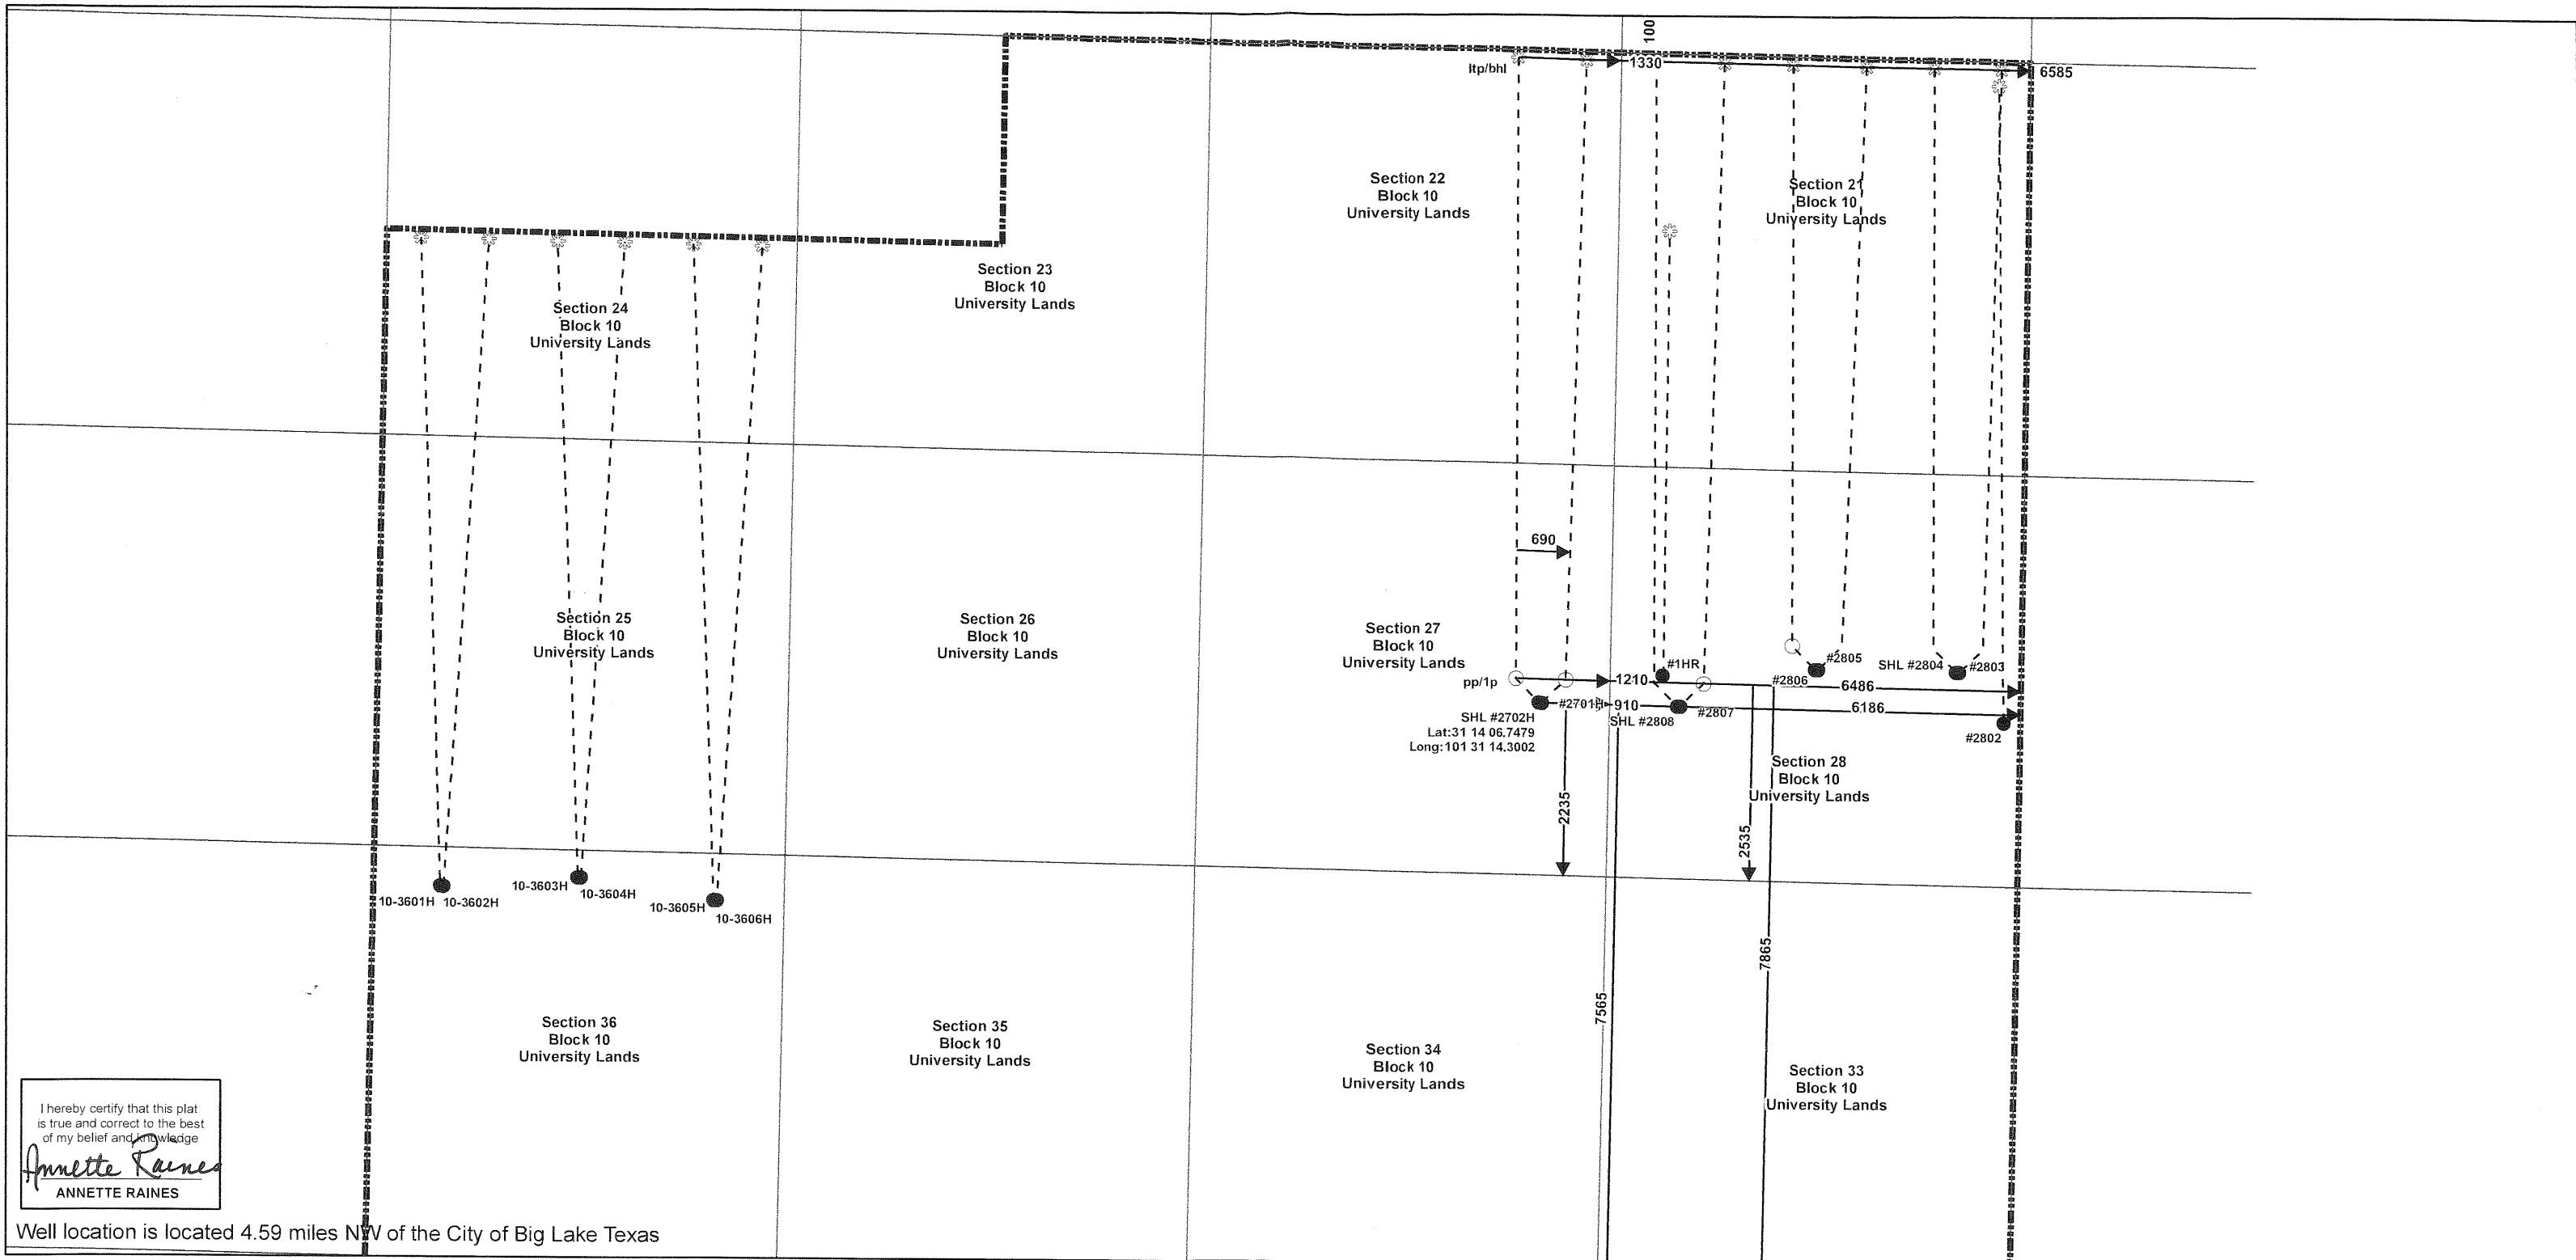 100
ltp/bhl
1330
6585
Section 22
Block 10
University Lands
Section 21
Block 10
University Lands
Section 23
Block 10
University Lands
Section 24
Block 10
University Lands
690
Section 25
Block 10
University Lands
Section 26
Block 10
University Lands
Section 27
Block 10
University Lands
#1HR
#2805
SHL #2804
#2803
pp/1p
1210
#2806
6486
#2701H
910
6186
SHL #2702H
Lat:31 14 06.7479
Long:101 31 14.3002
SHL #2808
#2807
#2802
Section 28
Block 10
University Lands
2235
2535
10-3601H
10-3602H
10-3603H
10-3604H
10-3605H
10-3606H
7865
7565
Section 36
Block 10
University Lands
Section 35
Block 10
University Lands
Section 34
Block 10
University Lands
Section 33
Block 10
University Lands
I hereby certify that this plat
is true and correct to the best
of my belief and knowledge
Annette Raines
ANNETTE RAINES
Well location is located 4.59 miles NW of the City of Big Lake Texas